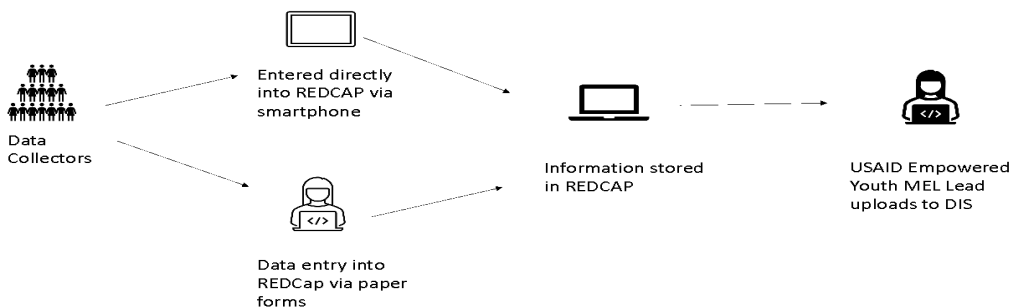 Entered directly
into REDCAP via
smartphone
Data
Collectors
</>
Data entry into
REDCap via paper
forms
Information stored
in REDCAP
</>
USAID Empowered
Youth MEL Lead
uploads to DIS